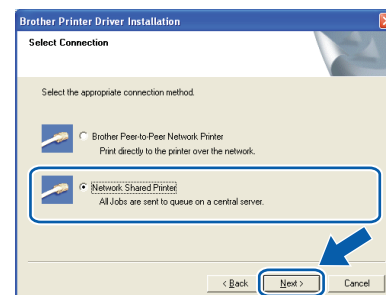 Brother Printer Driver Installation
Select Connection
Select the appropriate connection method.
Brother Peer-to-Peer Network Printer
Print directly to the printer over the network.
Network Shared Printer
All Jobs are sent to queue on a central server.
< Back Next > Cancel